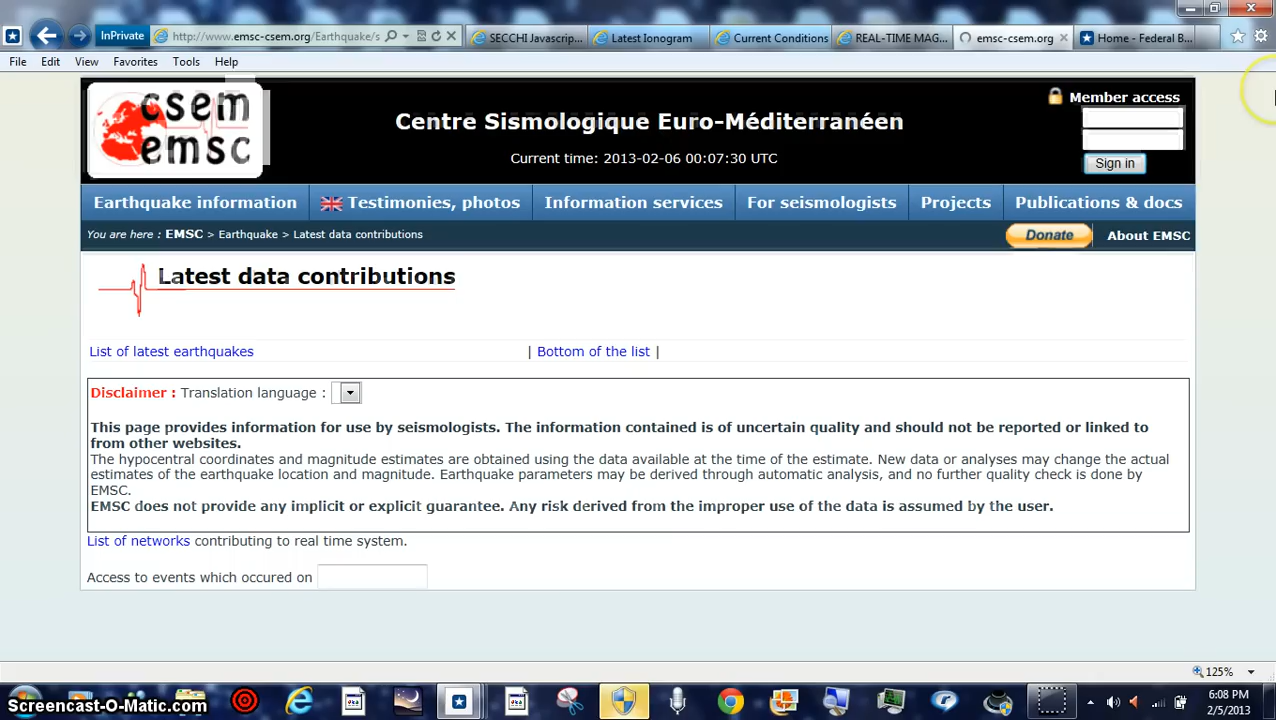 InPrivate
http://www.emsc-csem.org/Earthquake/s
SECCHI Javascrip...
Latest Ionogram
Current Conditions
REAL-TIME MAG...
emsc-csem.org
Home - Federal B...
File Edit View Favorites Tools Help
csem
emsc
Centre Sismologique Euro-Méditerranéen
Current time: 2013-02-06 00:07:30 UTC
Member access
Sign in
Earthquake information
Testimonies, photos
Information services
For seismologists
Projects
Publications & docs
You are here : EMSC > Earthquake > Latest data contributions
Donate
About EMSC
Latest data contributions
List of latest earthquakes
| Bottom of the list |
Disclaimer : Translation language :
This page provides information for use by seismologists. The information contained is of uncertain quality and should not be reported or linked to
from other websites.
The hypocentral coordinates and magnitude estimates are obtained using the data available at the time of the estimate. New data or analyses may change the actual
estimates of the earthquake location and magnitude. Earthquake parameters may be derived through automatic analysis, and no further quality check is done by
EMSC.
EMSC does not provide any implicit or explicit guarantee. Any risk derived from the improper use of the data is assumed by the user.
List of networks contributing to real time system.
Access to events which occured on
125%
Screencast-O-Matic.com
6:08 PM
2/5/2013